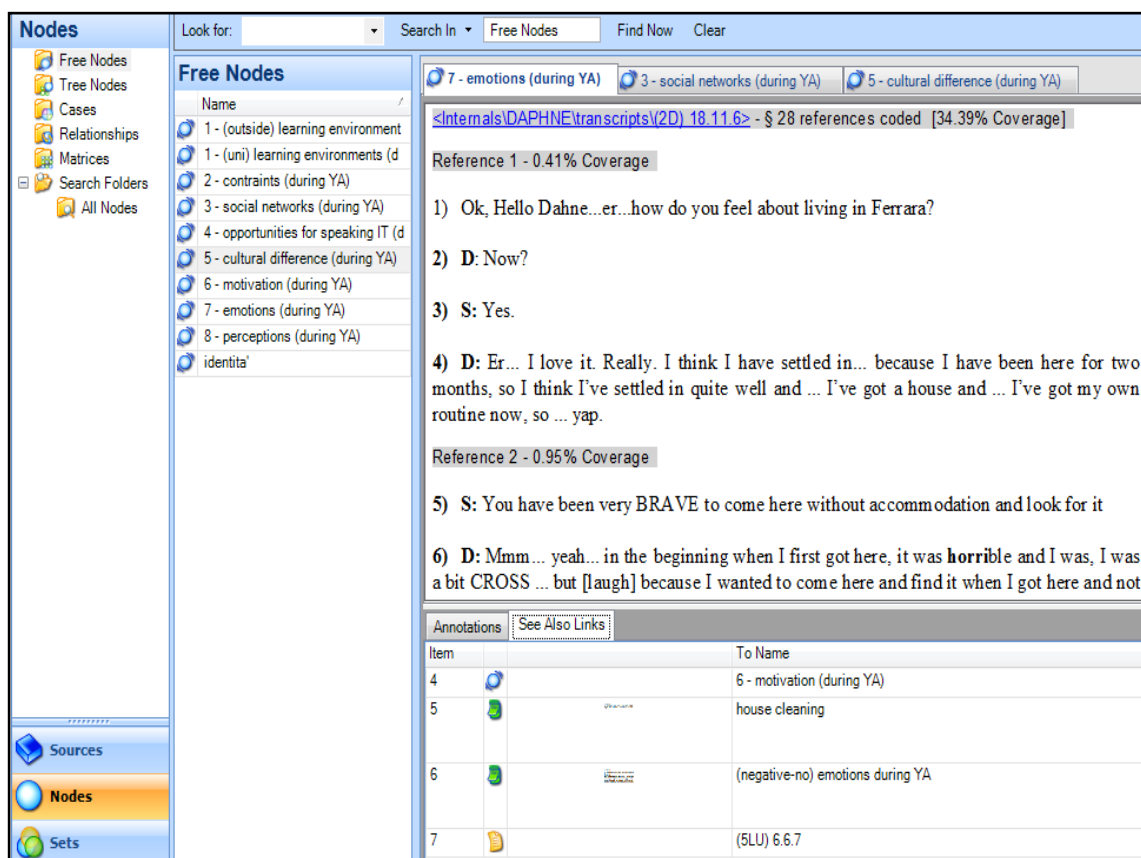 Nodes
Free Nodes
Tree Nodes
Cases
Relationships
Matrices
Search Folders
All Nodes
Sources
Nodes
Sets
Look for:
Search In
Free Nodes
Find Now
Clear
Free Nodes
Name
1 - (outside) learning environment
1 - (uni) learning environments (d
2 - contraints (during YA)
3 - social networks (during YA)
4 - opportunities for speaking IT (d
5 - cultural difference (during YA)
6 - motivation (during YA)
7 - emotions (during YA)
8 - perceptions (during YA)
identita'
7 - emotions (during YA)
3 - social networks (during YA)
5 - cultural difference (during YA)
<Internals\DAPHNE\transcripts\(2D) 18.11.6> - § 28 references coded [34.39% Coverage]
Reference 1 - 0.41% Coverage
1) Ok, Hello Dahne...er...how do you feel about living in Ferrara?
2) D: Now?
3) S: Yes.
4) D: Er... I love it. Really. I think I have settled in... because I have been here for two
months, so I think I've settled in quite well and ... I've got a house and ... I've got my own
routine now, so ... yap.
Reference 2 - 0.95% Coverage
5) S: You have been very BRAVE to come here without accommodation and look for it
6) D: Mmm... yeah... in the beginning when I first got here, it was horrible and I was, I was
a bit CROSS ... but [laugh] because I wanted to come here and find it when I got here and not
Annotations
See Also Links
Item
To Name
4
6 - motivation (during YA)
5
house cleaning
6
(negative-no) emotions during YA
7
(5LU) 6.6.7